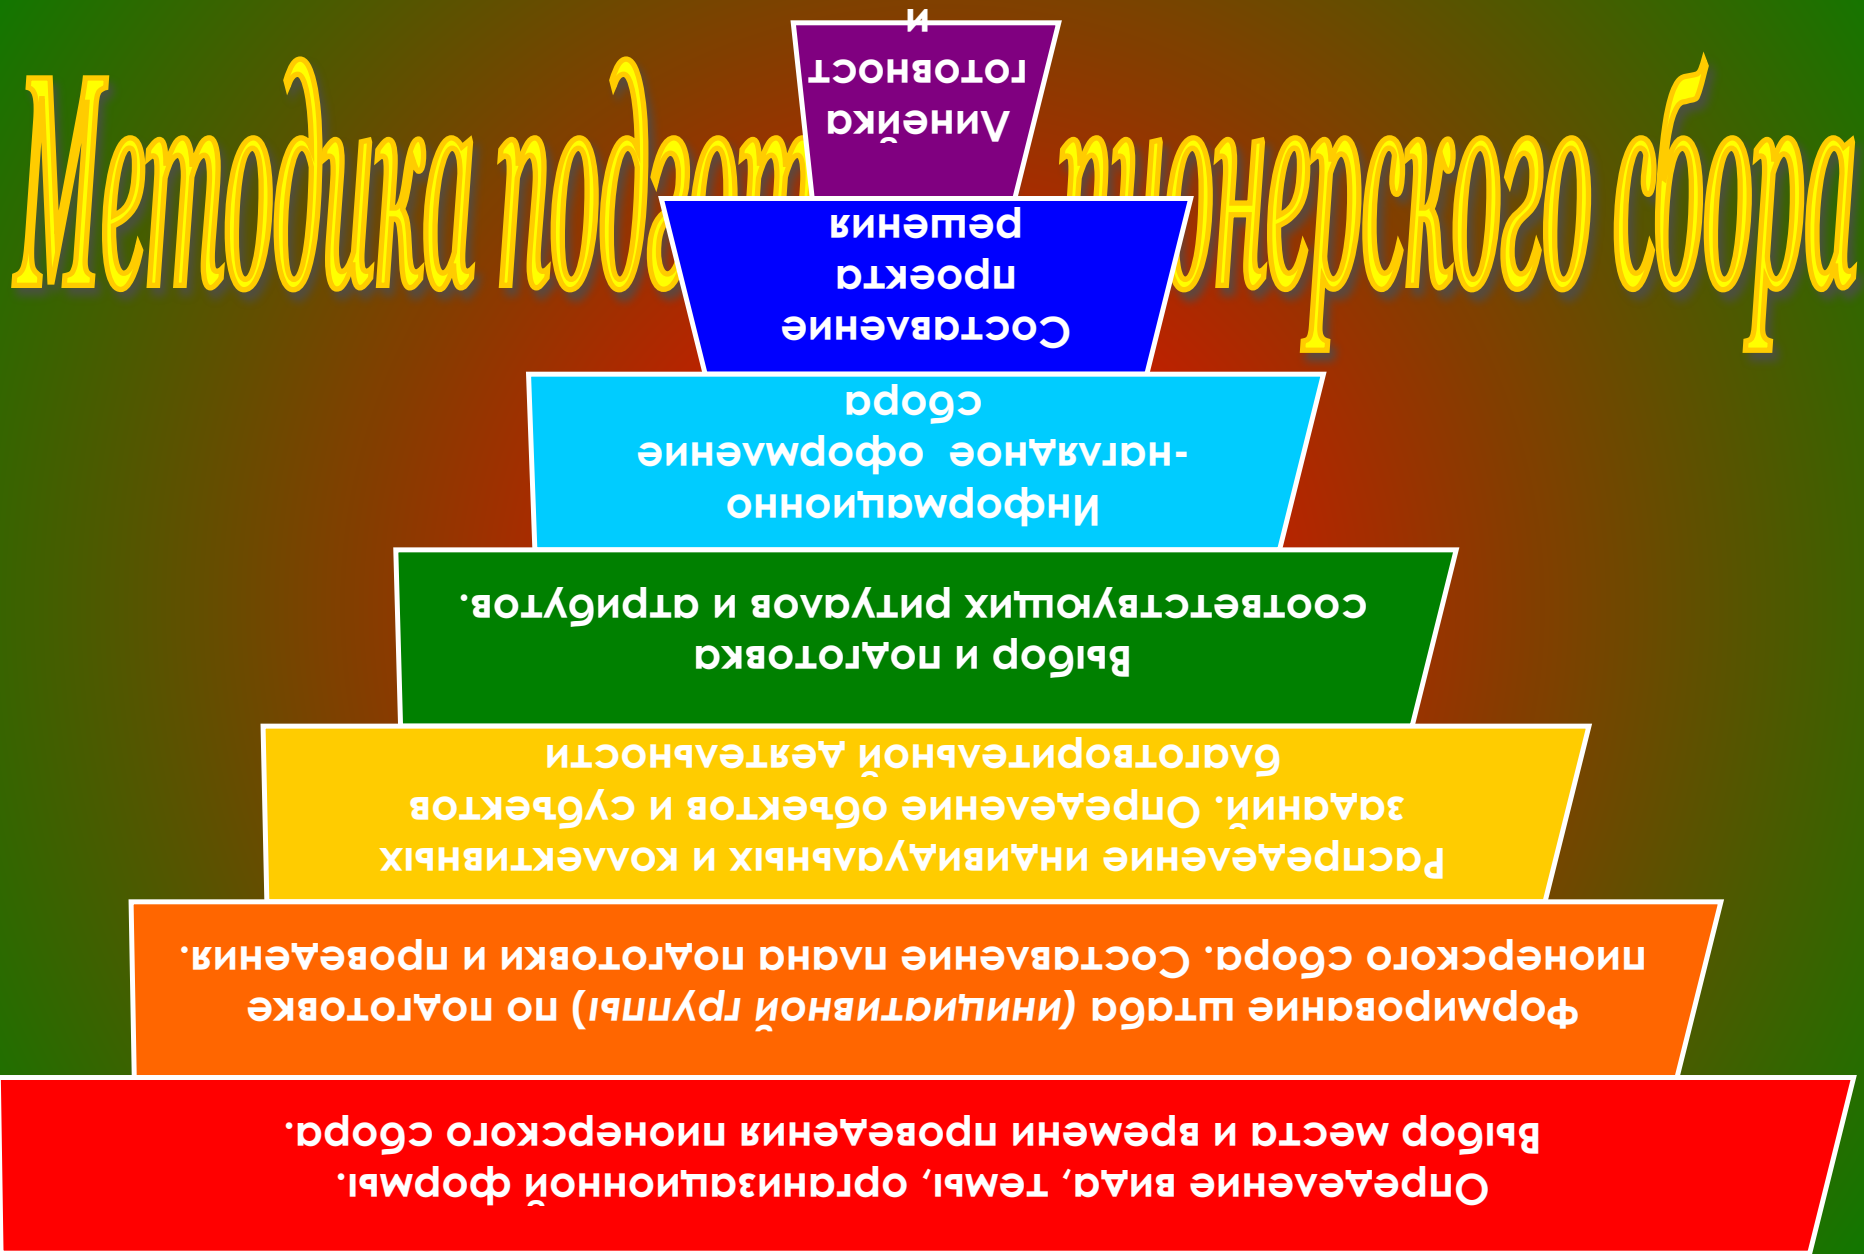 Методика подгот пионерского сбора
Определение вида, темы, организационной формы.
Выбор места и времени проведения пионерского сбора.
Формирование штаба (инициативной группы) по подготовке
пионерского сбора. Составление плана подготовки и проведения.
Распределение индивидуальных и коллективных
заданий. Определение объектов и субъектов
благотворительной деятельности
Выбор и подготовка
соответствующих ритуалов и атрибутов.
Информационно
-наглядное оформление
сбора
Составление
проекта
решения
Линейка
готовност
и